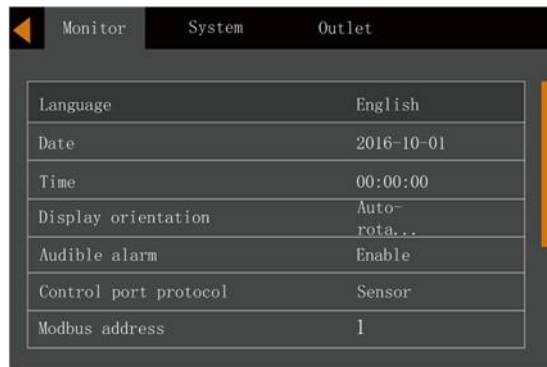 Monitor System Outlet
Language English
Date 2016-10-01
Time 00:00:00
Display orientation Auto-
rota...
Audible alarm Enable
Control port protocol Sensor
Modbus address 1